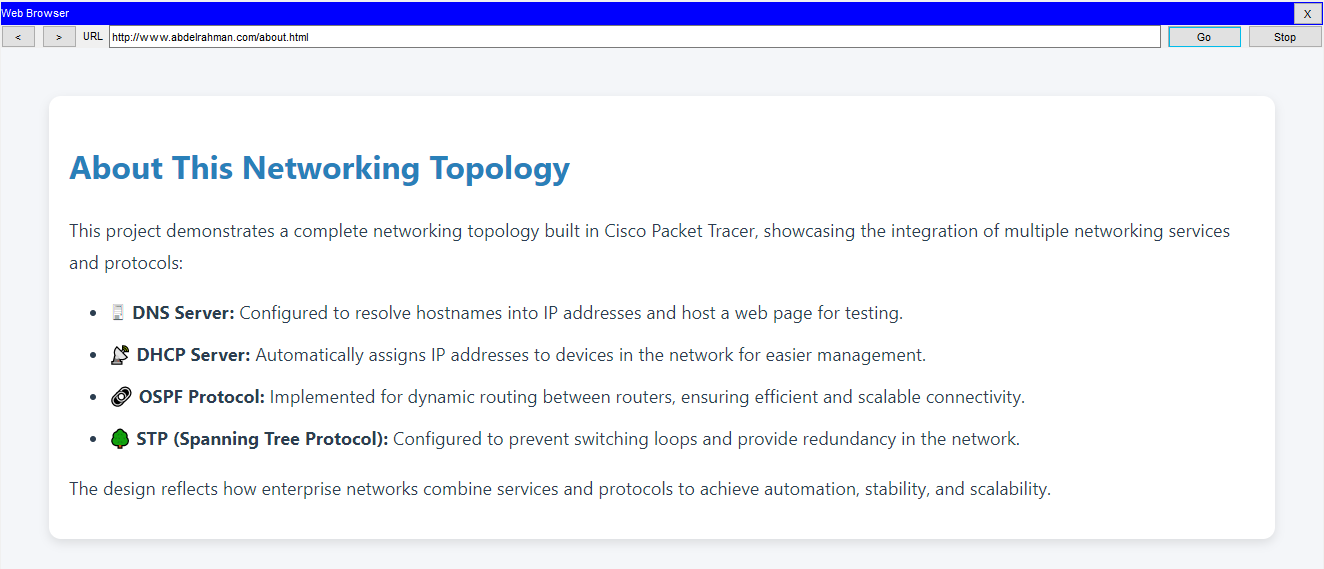 Web Browser X
< > URL http://www.abdelrahman.com/about.html Go Stop
About This Networking Topology
This project demonstrates a complete networking topology built in Cisco Packet Tracer, showcasing the integration of multiple networking services
and protocols:
• DNS Server: Configured to resolve hostnames into IP addresses and host a web page for testing.
• DHCP Server: Automatically assigns IP addresses to devices in the network for easier management.
• OSPF Protocol: Implemented for dynamic routing between routers, ensuring efficient and scalable connectivity.
• STP (Spanning Tree Protocol): Configured to prevent switching loops and provide redundancy in the network.
The design reflects how enterprise networks combine services and protocols to achieve automation, stability, and scalability.